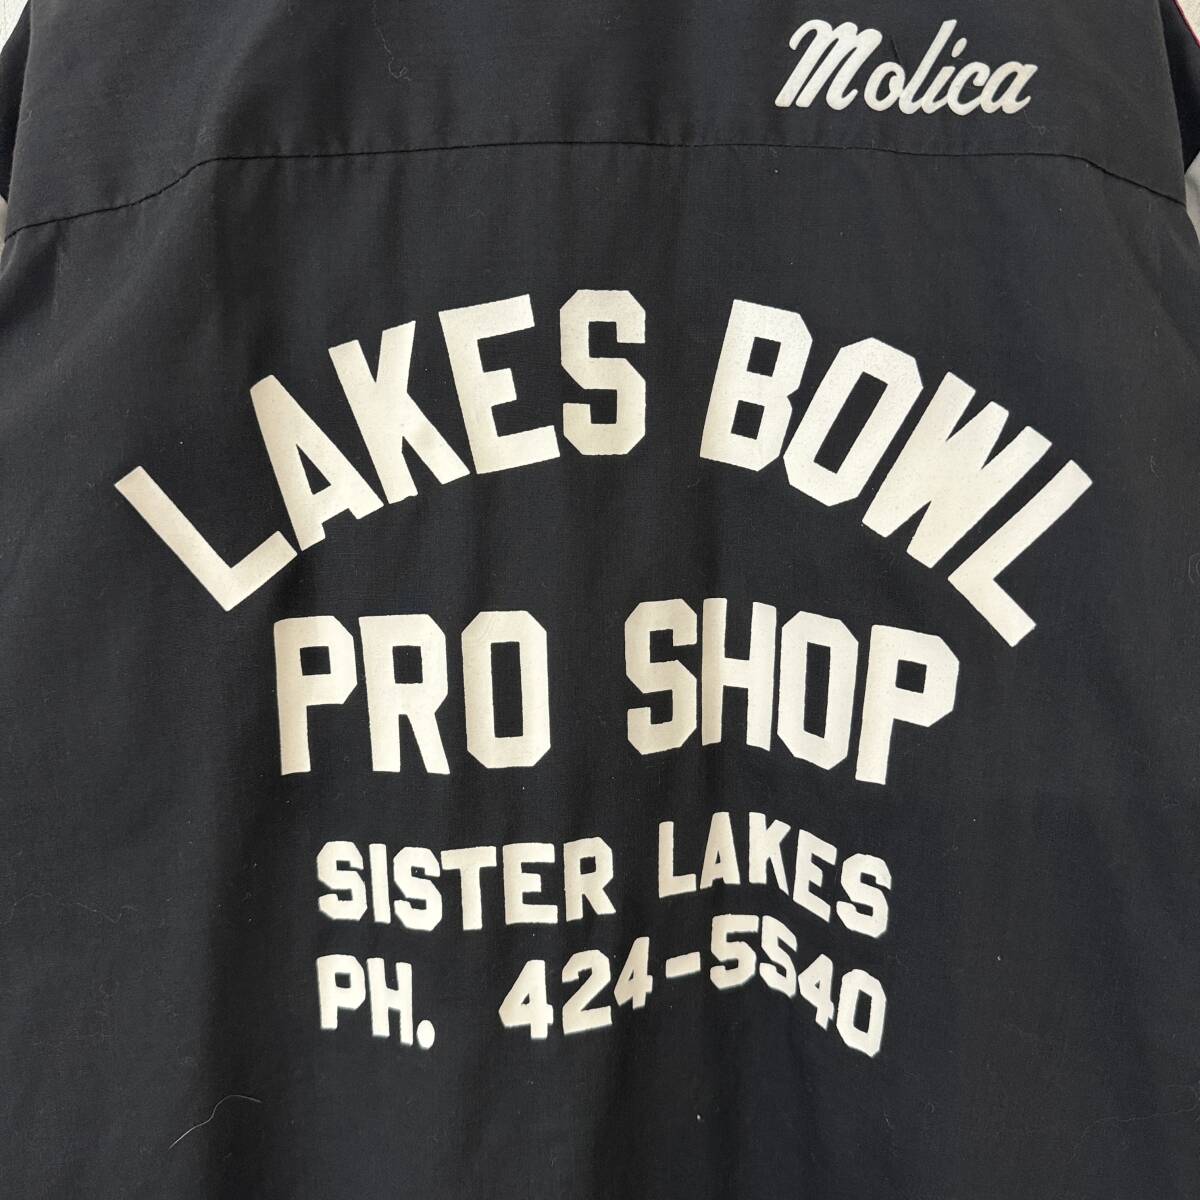 Molica
LAKES BOWL
PRO SHOP
SISTER LAKES
PH. 424-5540